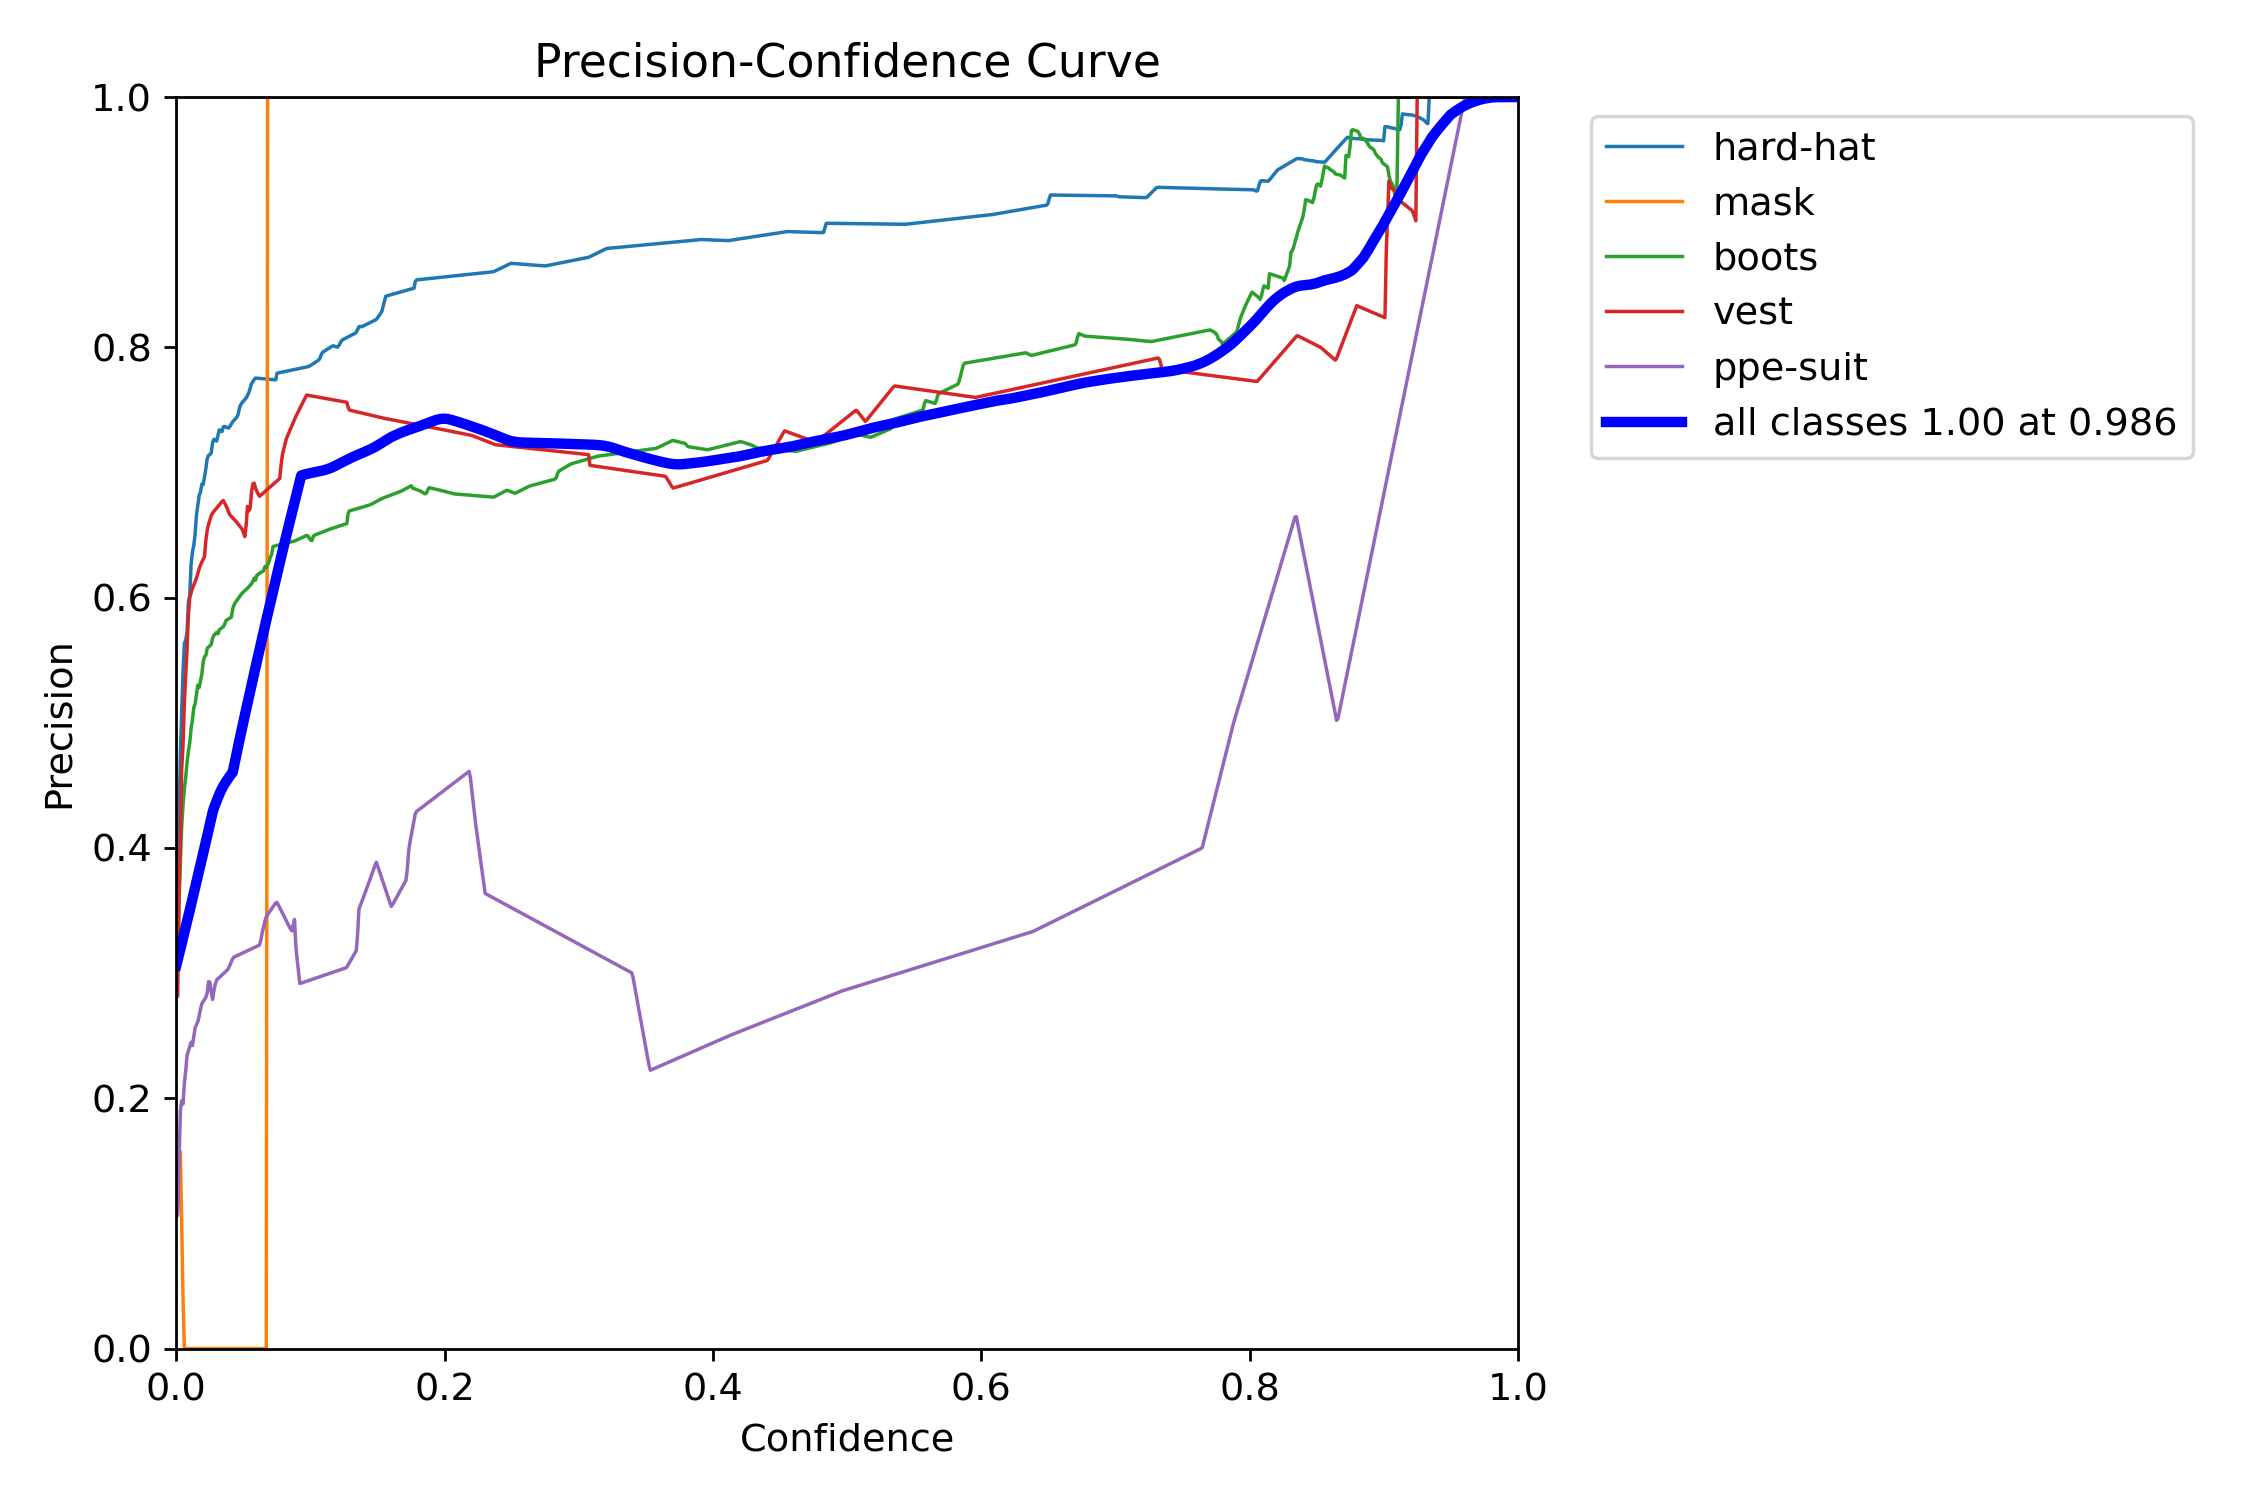 Precision-Confidence Curve
1.0
0.8
0.6
0.4
0.2
0.0
Precision
0.0 0.2 0.4 0.6 0.8 1.0
Confidence
hard-hat
mask
boots
vest
ppe-suit
all classes 1.00 at 0.986